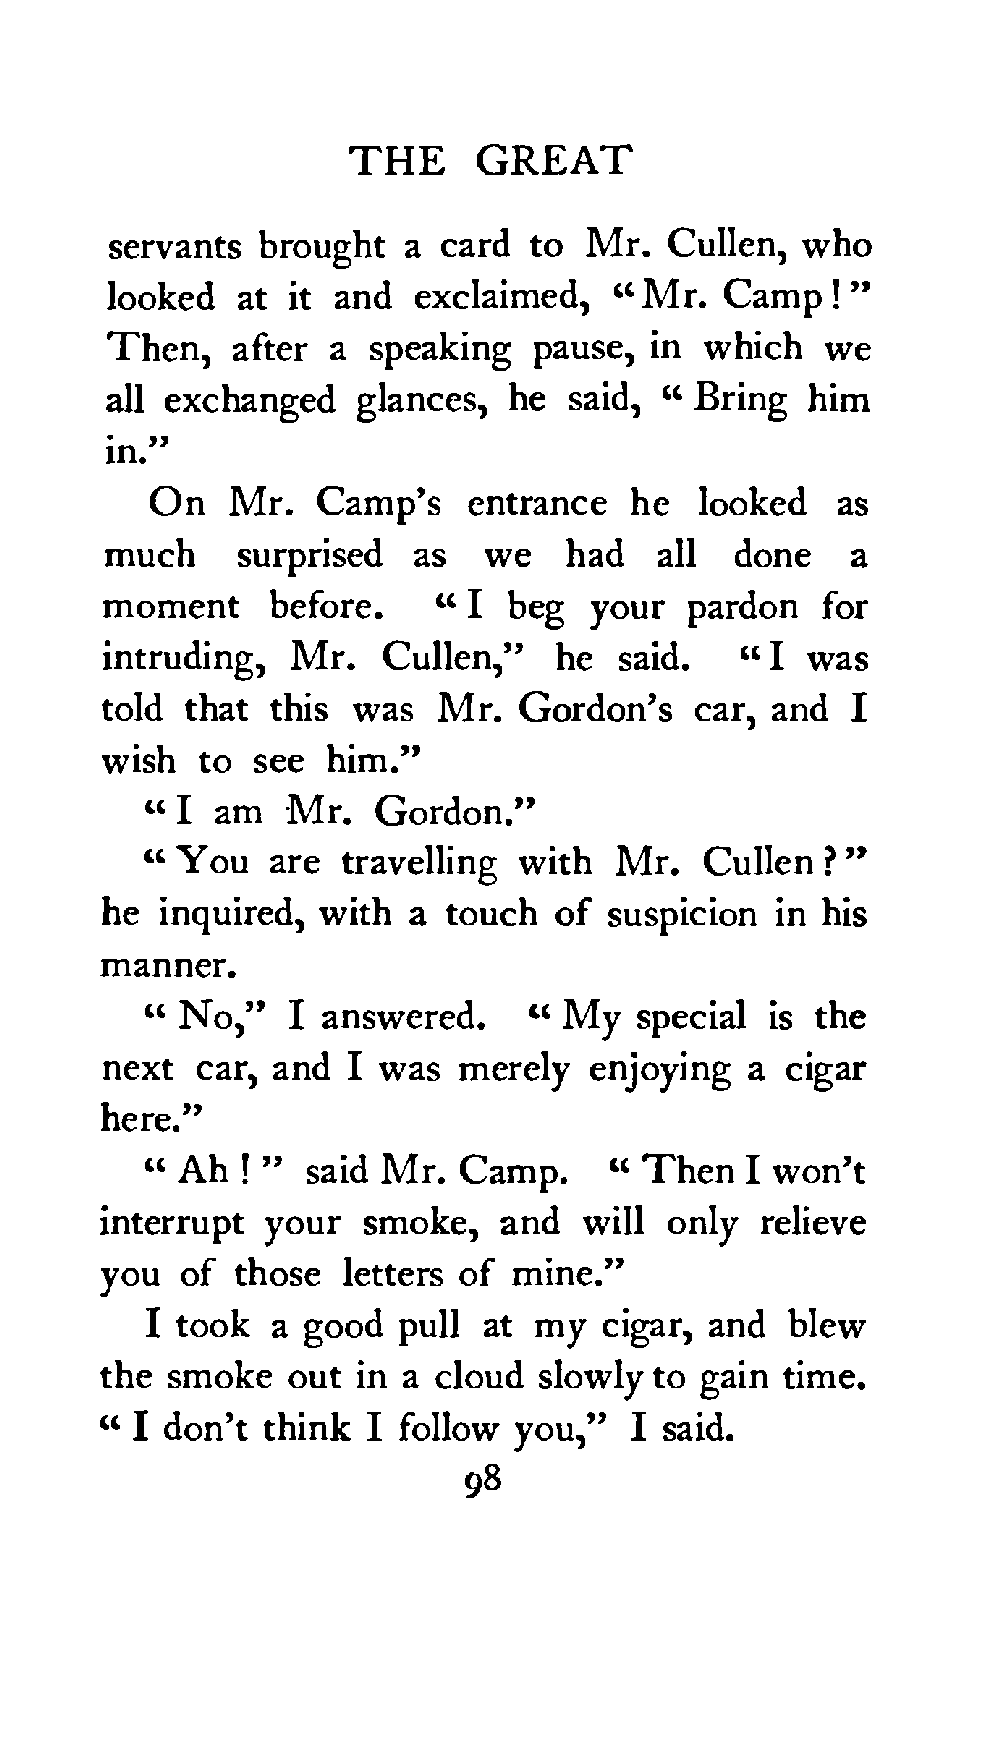 THE GREAT
servants brought a card to Mr. Cullen, who
looked at it and exclaimed, “Mr. Camp!”
Then, after a speaking pause, in which we
all exchanged glances, he said, “Bring him
in.”
On Mr. Camp’s entrance he looked as
much surprised as we had all done a
moment before. “I beg your pardon for
intruding, Mr. Cullen,” he said. “I was
told that this was Mr. Gordon’s car, and I
wish to see him.”
“I am Mr. Gordon.”
“You are travelling with Mr. Cullen?”
he inquired, with a touch of suspicion in his
manner.
“No,” I answered. “My special is the
next car, and I was merely enjoying a cigar
here.”
“Ah!” said Mr. Camp. “Then I won’t
interrupt your smoke, and will only relieve
you of those letters of mine.”
I took a good pull at my cigar, and blew
the smoke out in a cloud slowly to gain time.
“I don’t think I follow you,” I said.
98